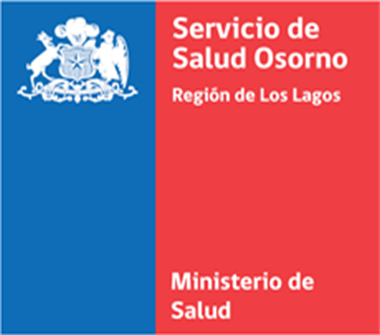 Servicio de
Salud Osorno
Región de Los Lagos
Ministerio de
Salud